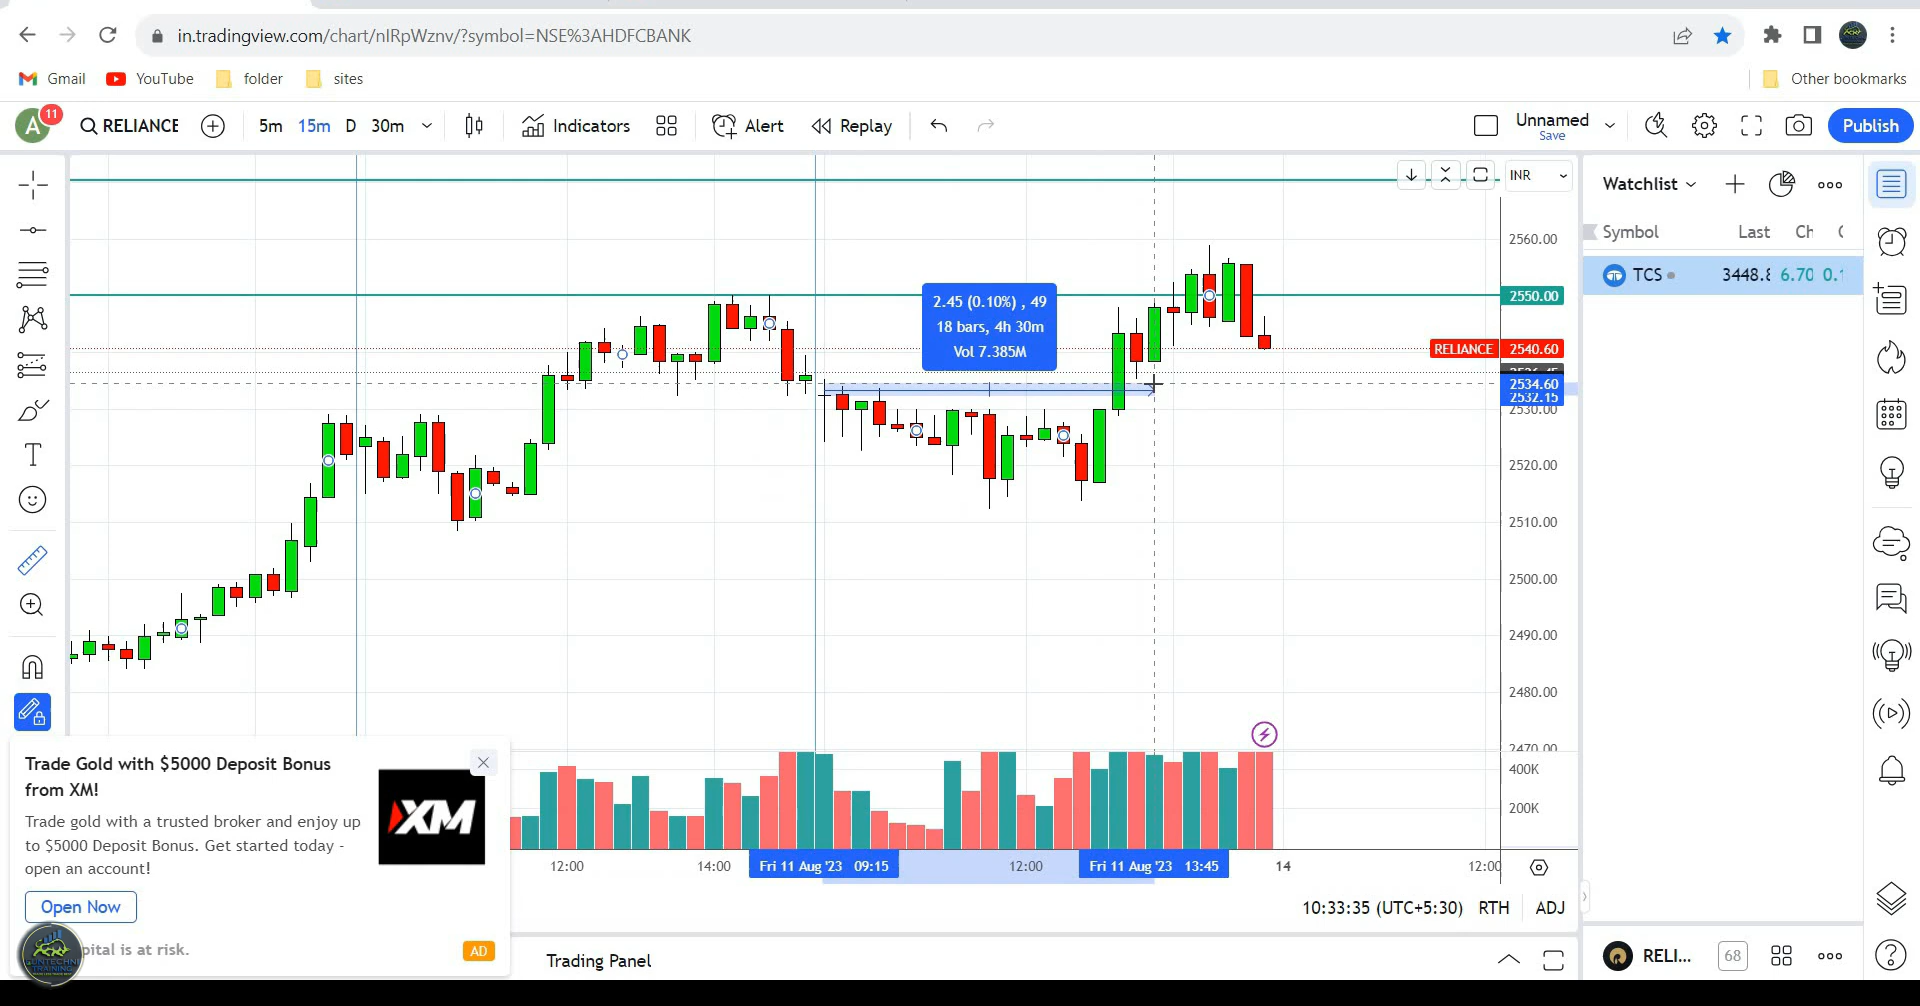 in.tradingview.com/chart/nIRpWznv/?symbol=NSE%3AHDFCBANK
Gmail
YouTube
folder
sites
Other bookmarks
A
11
RELIANCE
5m
15m
D
30m
Indicators
Alert
Replay
Unnamed
Save
Publish
INR
Watchlist
Symbol
Last
Ch
TCS
3448.8
6.70
2560.00
2550.00
RELIANCE
2540.60
2534.60
2532.15
2530.00
2520.00
2510.00
2500.00
2490.00
2480.00
2470.00
400K
200K
2.45 (0.10%) , 49
18 bars, 4h 30m
Vol 7.385M
Trade Gold with $5000 Deposit Bonus
from XM!
Trade gold with a trusted broker and enjoy up
to $5000 Deposit Bonus. Get started today -
open an account!
XM
Open Now
pital is at risk.
AD
12:00
14:00
Fri 11 Aug '23 09:15
12:00
Fri 11 Aug '23 13:45
14
12:00
10:33:35 (UTC+5:30)
RTH
ADJ
Trading Panel
RELI...
68